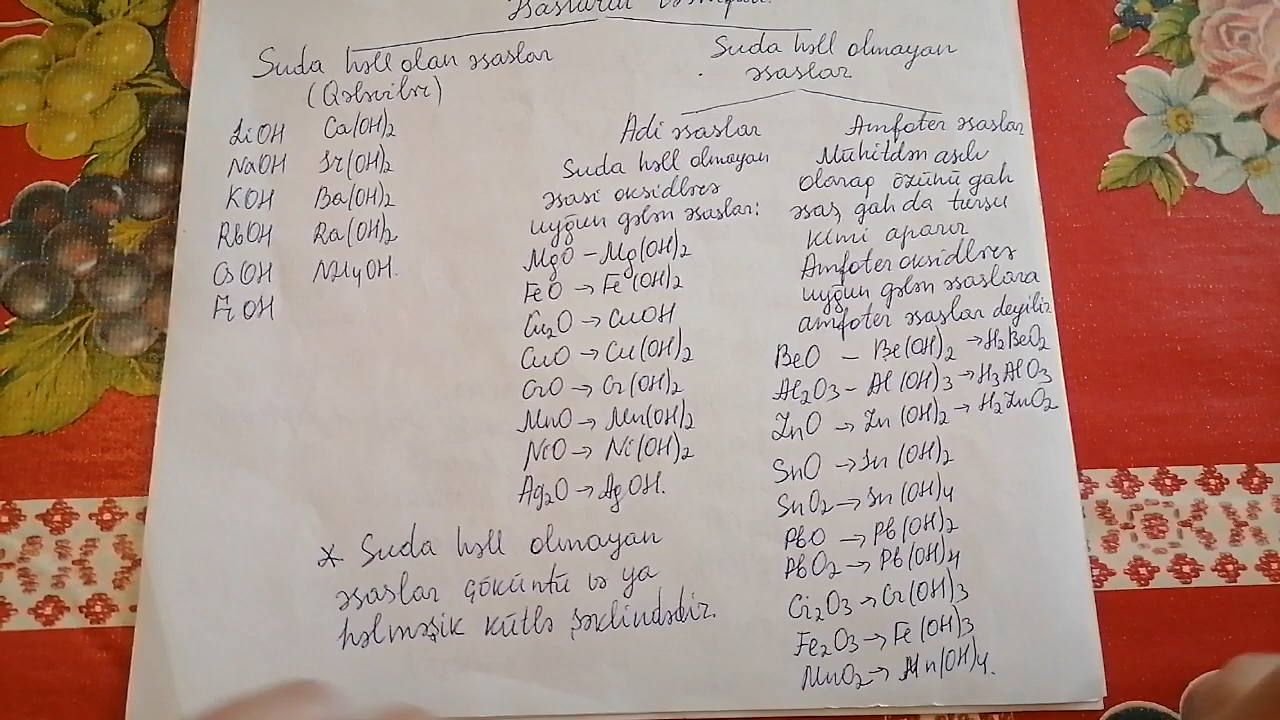 Suda həll olan əsaslar
(Qələvilər)
LiOH Ca(OH)2
NaOH Sr(OH)2
KOH Ba(OH)2
RbOH Ra(OH)2
CsOH NH4OH.
FrOH
Suda həll olmayan
əsaslar
Adi əsaslar
Suda həll olmayan
əsasi oksidlərə
uyğun gələn əsaslar:
MgO – Mg(OH)2
FeO → Fe(OH)2
Cu2O → CuOH
CuO → Cu(OH)2
CrO → Cr(OH)2
MnO → Mn(OH)2
NiO → Ni(OH)2
Ag2O → AgOH.
Amfoter əsaslar
Mühitdən asılı
olaraq özünü gah
əsas, gah da turşu
kimi aparır
Amfoter oksidlərə
uyğun gələn əsaslara
amfoter əsaslar deyilir
BeO – Be(OH)2 → H2BeO2
Al2O3 – Al(OH)3 → H3AlO3
ZnO → Zn(OH)2 → H2ZnO2
SnO → Sn(OH)2
SnO2 → Sn(OH)4
PbO → Pb(OH)2
PbO2 → Pb(OH)4
Cr2O3 → Cr(OH)3
Fe2O3 → Fe(OH)3
MnO2 → Mn(OH)4.
* Suda həll olmayan
əsaslar çöküntü və ya
həlməşik kütlə şəklindədir.